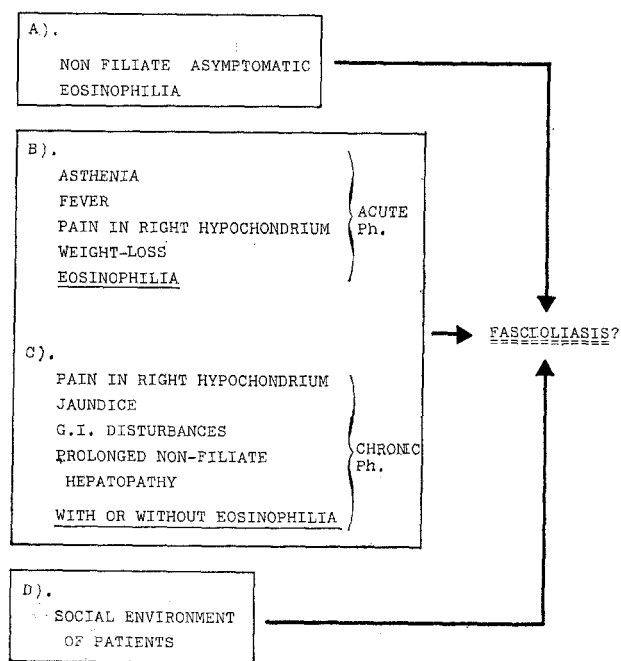 A).
NON FILIATE ASYMPTOMATIC
EOSINOPHILIA
B).
ASTHENIA
FEVER
PAIN IN RIGHT HYPOCHONDRIUM
WEIGHT-LOSS
EOSINOPHILIA
ACUTE
Ph.
C).
PAIN IN RIGHT HYPOCHONDRIUM
JAUNDICE
G.I. DISTURBANCES
PROLONGED NON-FILIATE
HEPATOPATHY
WITH OR WITHOUT EOSINOPHILIA
CHRONIC
Ph.
FASCIOLIASIS?
D).
SOCIAL ENVIRONMENT
OF PATIENTS